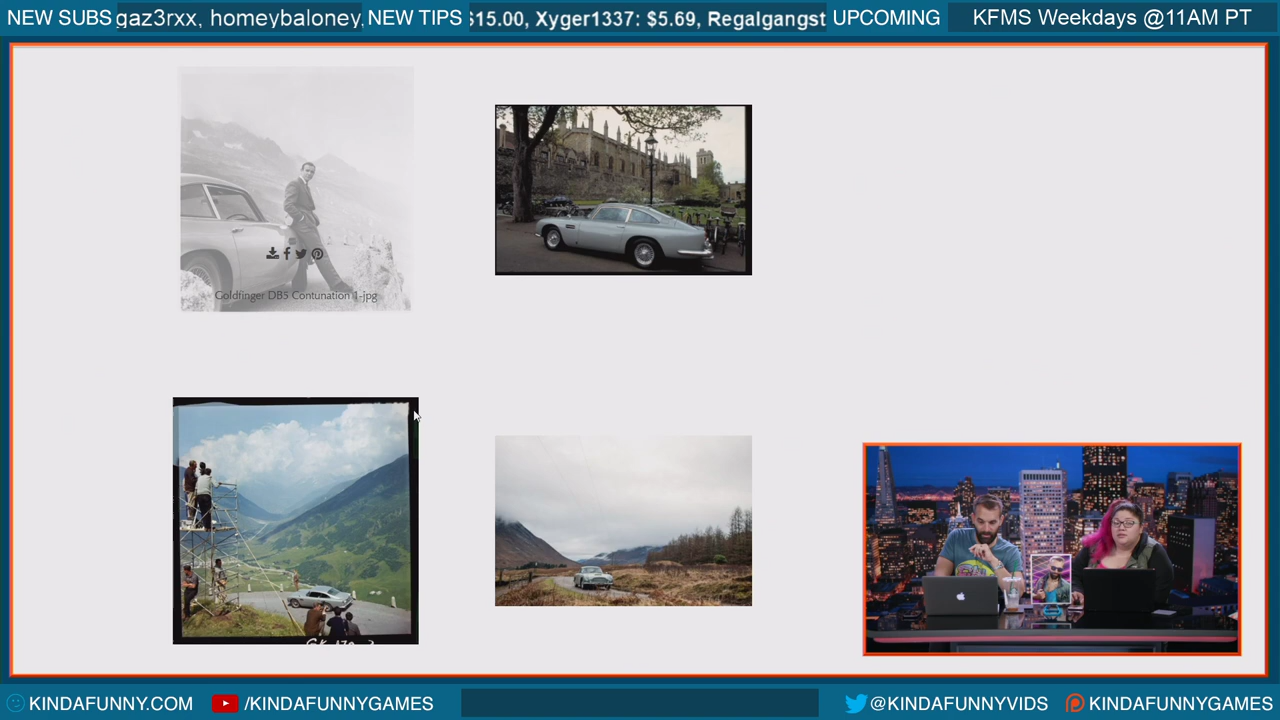 NEW SUBS gaz3rxx, homeybaloney, NEW TIPS $15.00, Xyger1337: $5.69, Regalgangst UPCOMING KFMS Weekdays @11AM PT
Goldfinger DB5 Contunation 1-jpg
KINDAFUNNY.COM /KINDAFUNNYGAMES @KINDAFUNNYVIDS KINDAFUNNYGAMES